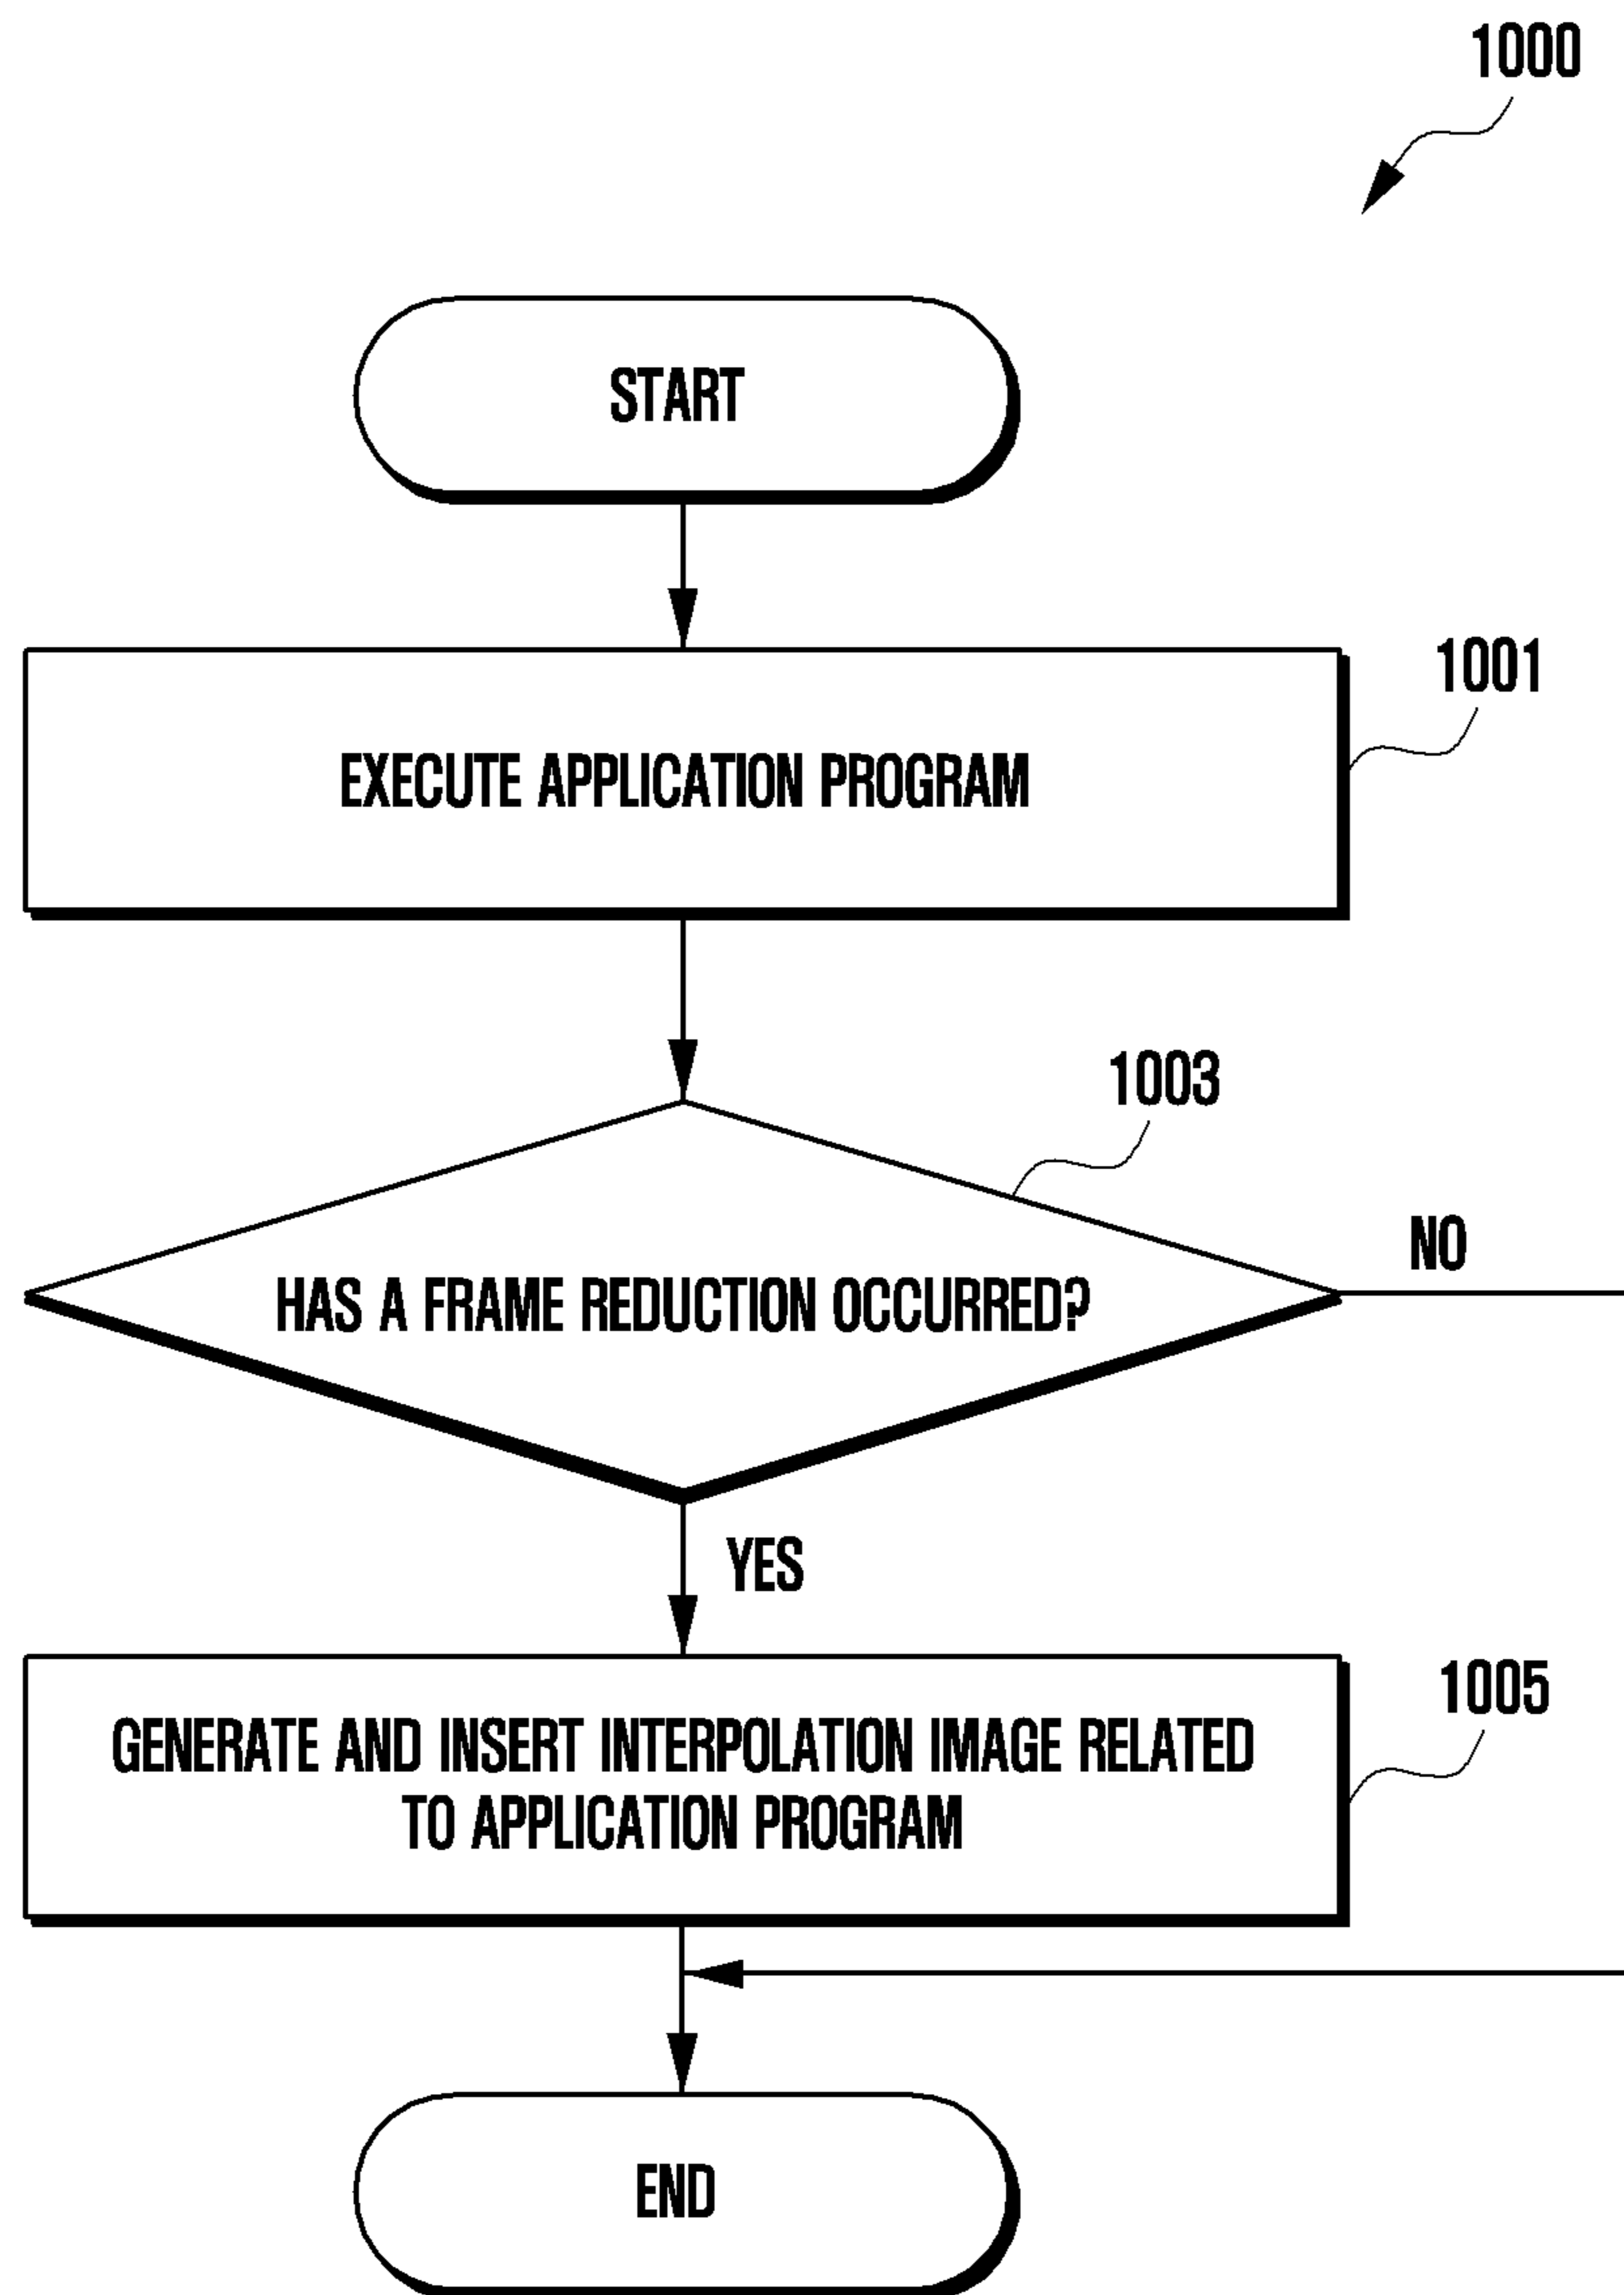 1000
START
1001
EXECUTE APPLICATION PROGRAM
1003
NO
HAS A FRAME REDUCTION OCCURRED?
YES
1005
GENERATE AND INSERT INTERPOLATION IMAGE RELATED
TO APPLICATION PROGRAM
END